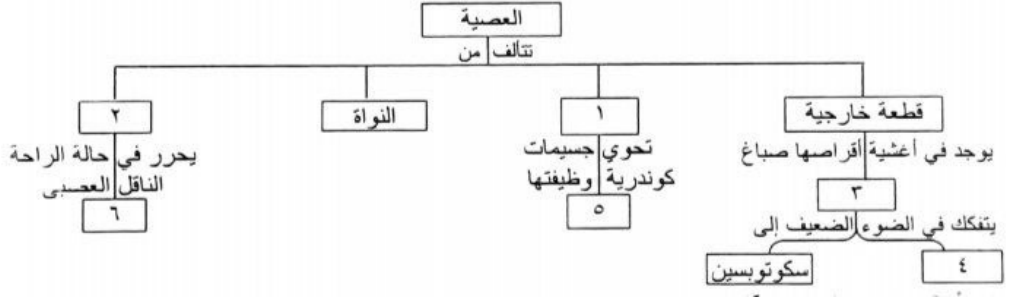 العصية
تتألف من
قطعة خارجية
١
النواة
٢
يوجد في أغشية أقراصها صباغ
تحوي جسيمات
كوندرية وظيفتها
يحرر في حالة الراحة
الناقل العصبي
٣
٥
٦
يتفكك في الضوء الضعيف إلى
٤
سكوتوبسين